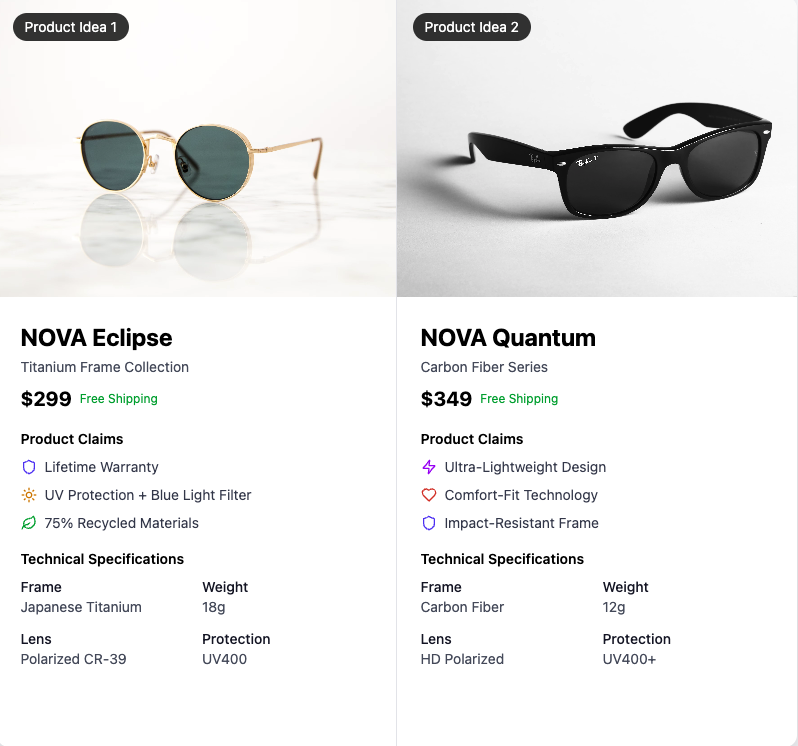 Product Idea 1
NOVA Eclipse
Titanium Frame Collection
$299 Free Shipping
Product Claims
Lifetime Warranty
UV Protection + Blue Light Filter
75% Recycled Materials
Technical Specifications
Frame Weight
Japanese Titanium 18g
Lens Protection
Polarized CR-39 UV400
Product Idea 2
NOVA Quantum
Carbon Fiber Series
$349 Free Shipping
Product Claims
Ultra-Lightweight Design
Comfort-Fit Technology
Impact-Resistant Frame
Technical Specifications
Frame Weight
Carbon Fiber 12g
Lens Protection
HD Polarized UV400+